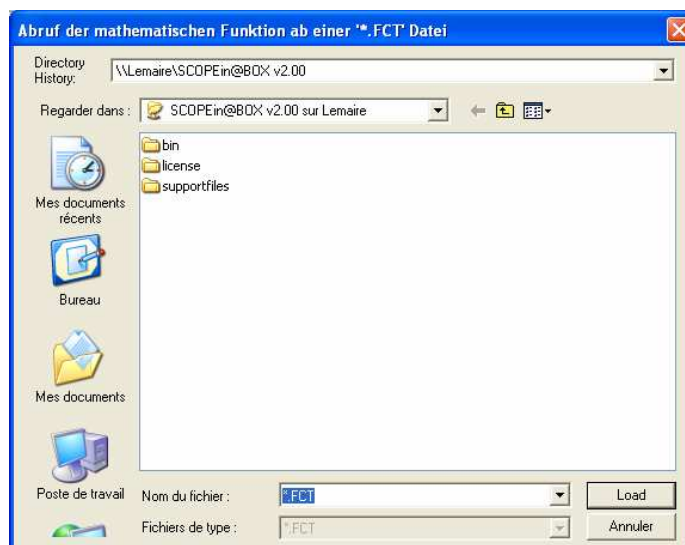 Abruf der mathematischen Funktion ab einer '*.FCT' Datei
Directory
History:
\\Lemaire\SCOPEin@BOX v2.00
Regarder dans :
SCOPEin@BOX v2.00 sur Lemaire
bin
license
supportfiles
Mes documents
récents
Bureau
Mes documents
Poste de travail
Nom du fichier :
*.FCT
Load
Fichiers de type :
*.FCT
Annuler